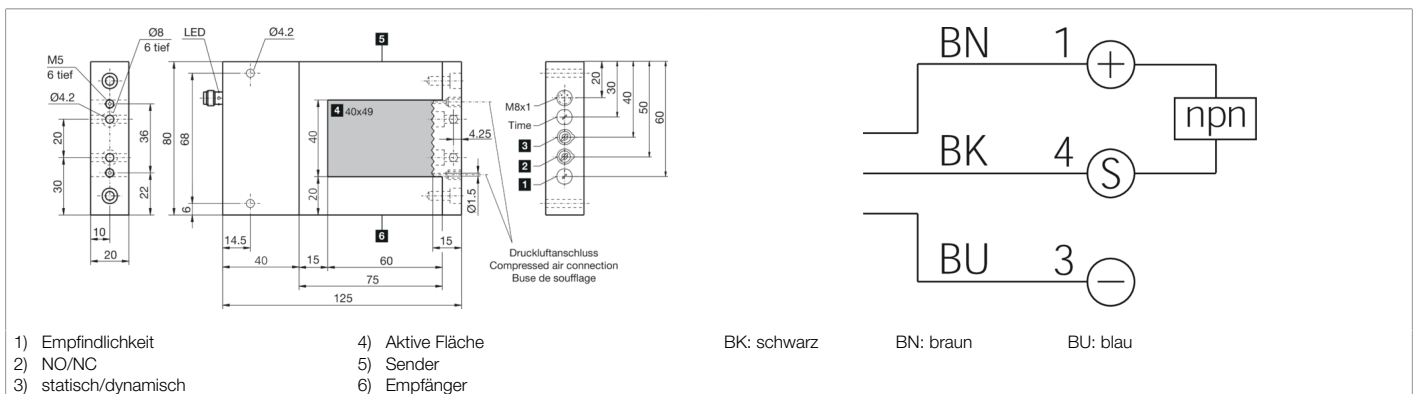 Ø8
6 tief
LED
Ø4.2
5
M5
6 tief
Ø4.2
20
30
36
22
10
20
80
68
6
4 40x49
40
20
4.25
Ø1.5
14.5
40
15
60
15
75
125
6
Druckluftanschluss
Compressed air connection
Buse de soufflage
20
30
40
50
60
M8x1
Time
3
2
1
BN 1
+
npn
BK 4
S
BU 3
−
1) Empfindlichkeit
2) NO/NC
3) statisch/dynamisch
4) Aktive Fläche
5) Sender
6) Empfänger
BK: schwarz
BN: braun
BU: blau